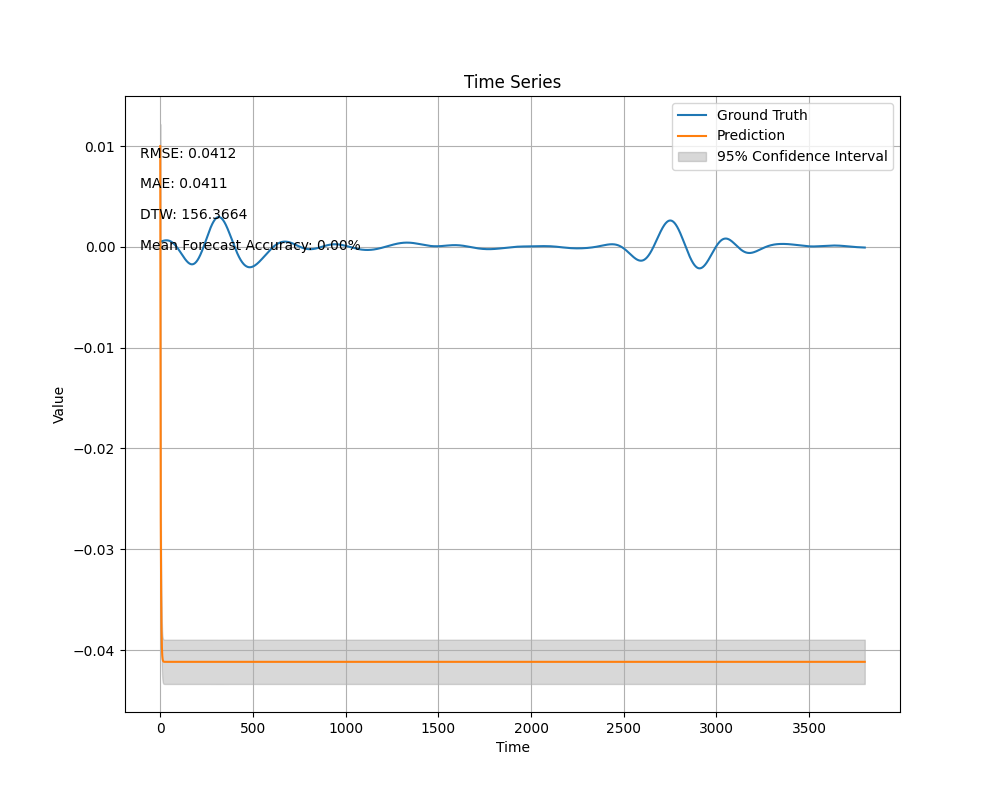 Time Series
Ground Truth
Prediction
95% Confidence Interval
RMSE: 0.0412
MAE: 0.0411
DTW: 156.3664
Mean Forecast Accuracy: 0.00%
0.01
0.00
−0.01
−0.02
−0.03
−0.04
Value
0 500 1000 1500 2000 2500 3000 3500
Time